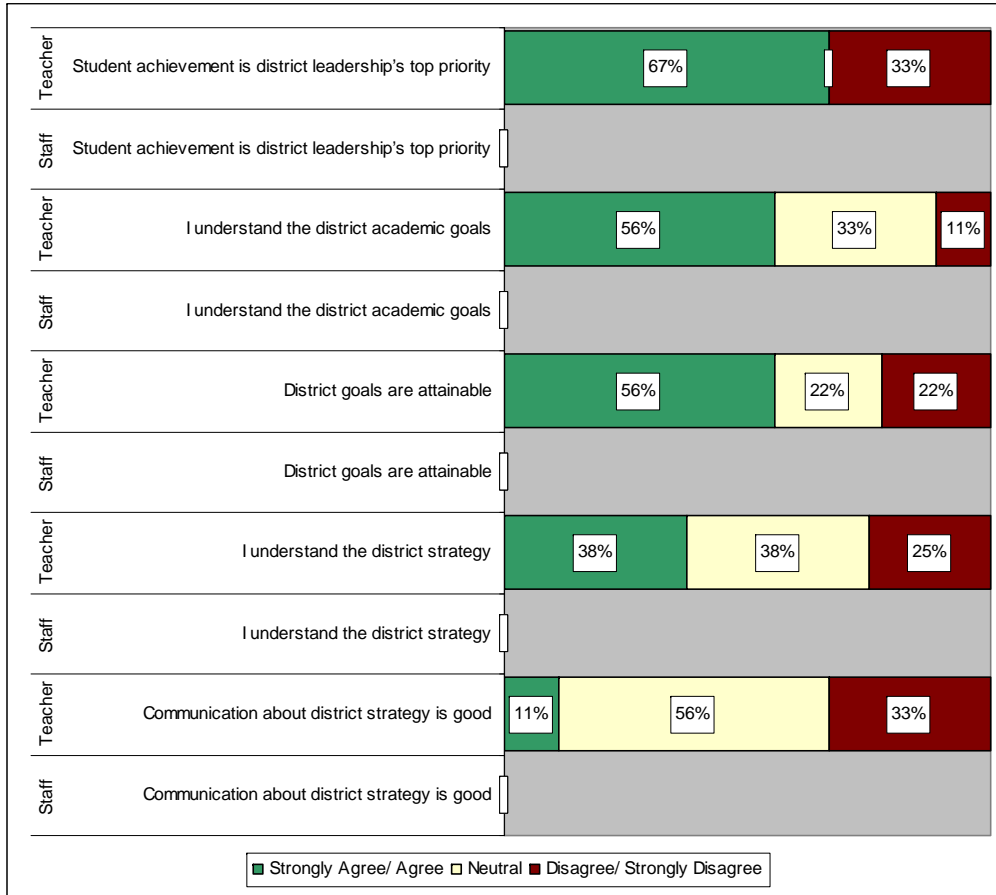 Teacher
Student achievement is district leadership's top priority
67%
33%
Staff
Student achievement is district leadership's top priority
Teacher
I understand the district academic goals
56%
33%
11%
Staff
I understand the district academic goals
Teacher
District goals are attainable
56%
22%
22%
Staff
District goals are attainable
Teacher
I understand the district strategy
38%
38%
25%
Staff
I understand the district strategy
Teacher
Communication about district strategy is good
11%
56%
33%
Staff
Communication about district strategy is good
Strongly Agree/ Agree
Neutral
Disagree/ Strongly Disagree